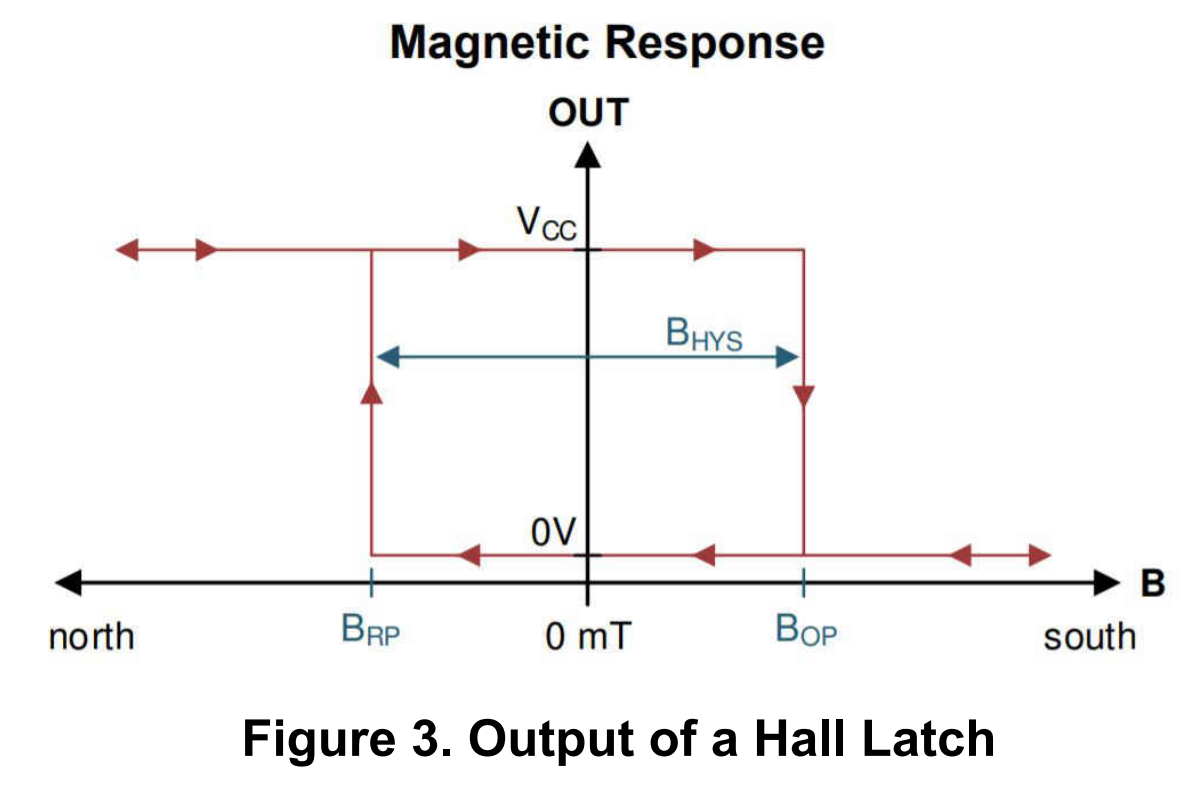 Magnetic Response
OUT
VCC
BHYS
0V
B
north
BRP
0 mT
BOP
south
Figure 3. Output of a Hall Latch